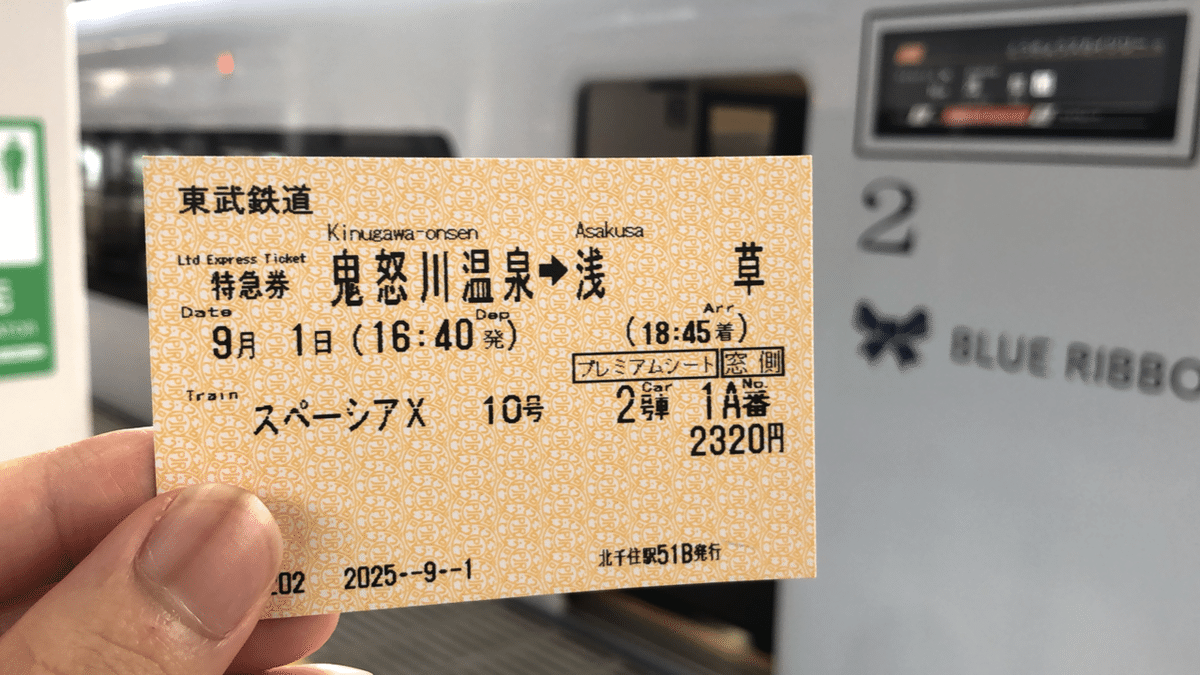 東武鉄道
Kinugawa-onsen Asakusa
Ltd Express Ticket
特急券 鬼怒川温泉➡浅草
Date Dep Arr
9月 1日(16:40発) (18:45着)
プレミアムシート 窓側
Train Car No.
スペーシアX 10号 2号車 1A番
2320円
北千住駅51B発行
02 2025--9--1
2
BLUE RIBBO